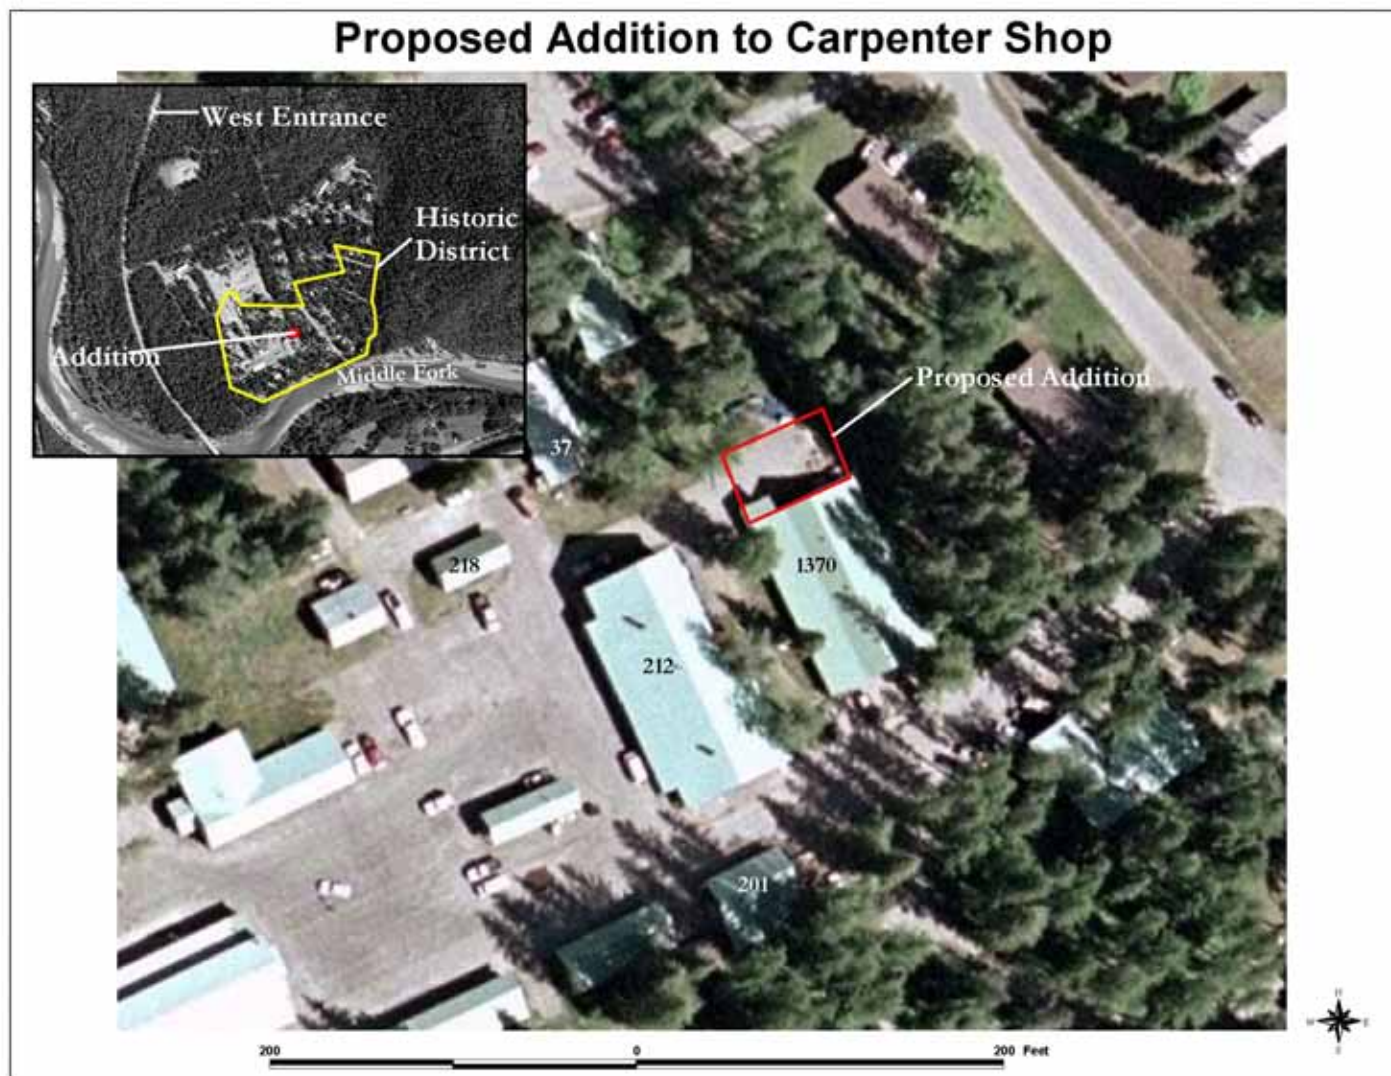 Proposed Addition to Carpenter Shop
West Entrance
Historic
District
Addition
Middle Fork
Proposed Addition
37
218
1370
212
201
N
W E
S
200 0 200 Feet